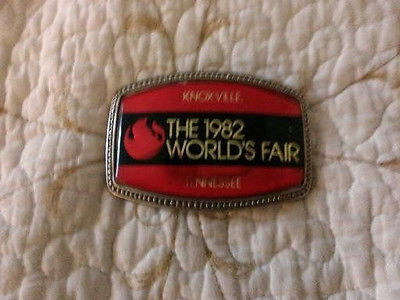 KNOXVILLE
THE 1982
WORLD'S FAIR
TENNESSEE